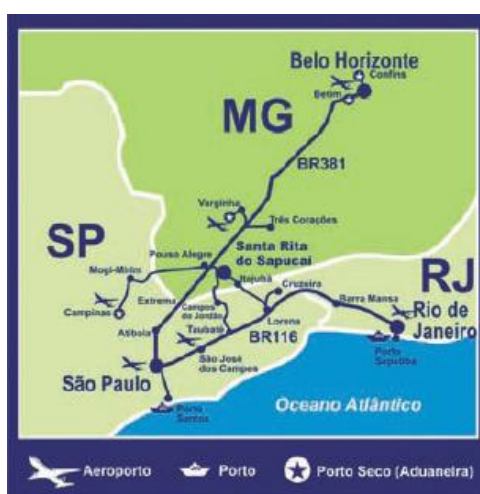 Belo Horizonte
Confins
Betim
MG
BR381
Varginha
Três Corações
SP
Santa Rita
do Sapucaí
Pouso Alegre
Mogi-Mirim
Itajubá
Cruzeira
RJ
Extrema
Campos
do Jordão
Barra Mansa
Rio de
Janeiro
Campinas
Atibaia
Taubaté
Lorena
BR116
São José
dos Campos
São Paulo
Porto
Santos
Porto
Sepetiba
Oceano Atlântico
Aeroporto
Porto
Porto Seco (Aduaneira)